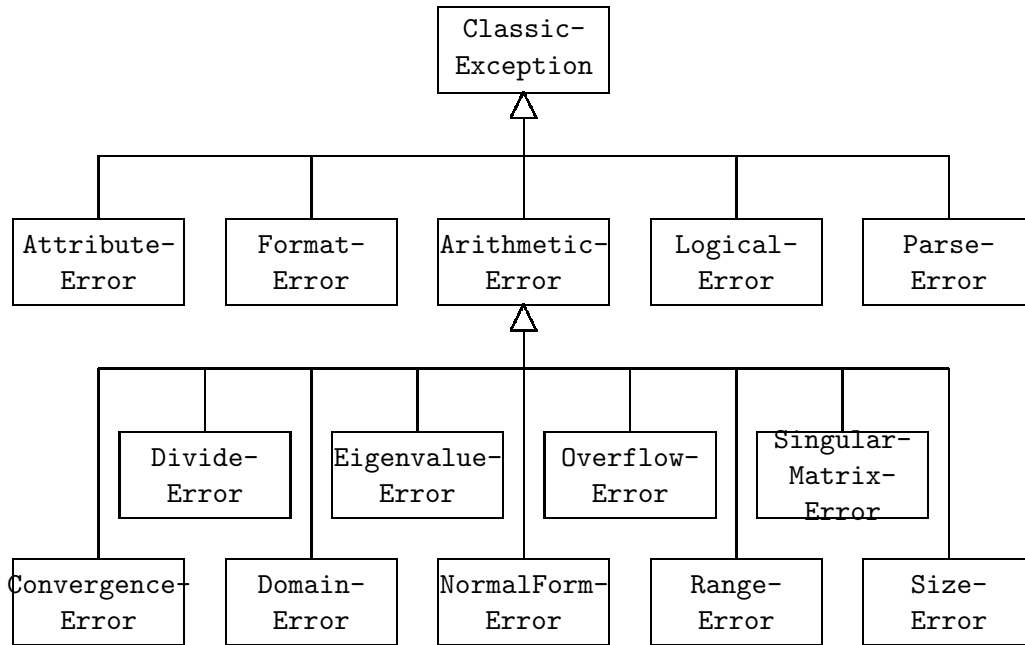 Classic-
Exception
Attribute-
Error
Format-
Error
Arithmetic-
Error
Logical-
Error
Parse-
Error
Divide-
Error
Eigenvalue-
Error
Overflow-
Error
Singular-
Matrix-
Error
Convergence-
Error
Domain-
Error
NormalForm-
Error
Range-
Error
Size-
Error